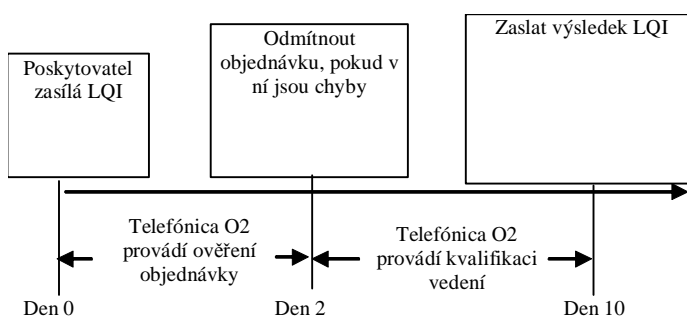 Poskytovatel
zasílá LQI
Odmítnout
objednávku, pokud v
ní jsou chyby
Zaslat výsledek LQI
Telefónica O2
provádí ověření
objednávky
Telefónica O2
provádí kvalifikaci
vedení
Den 0
Den 2
Den 10